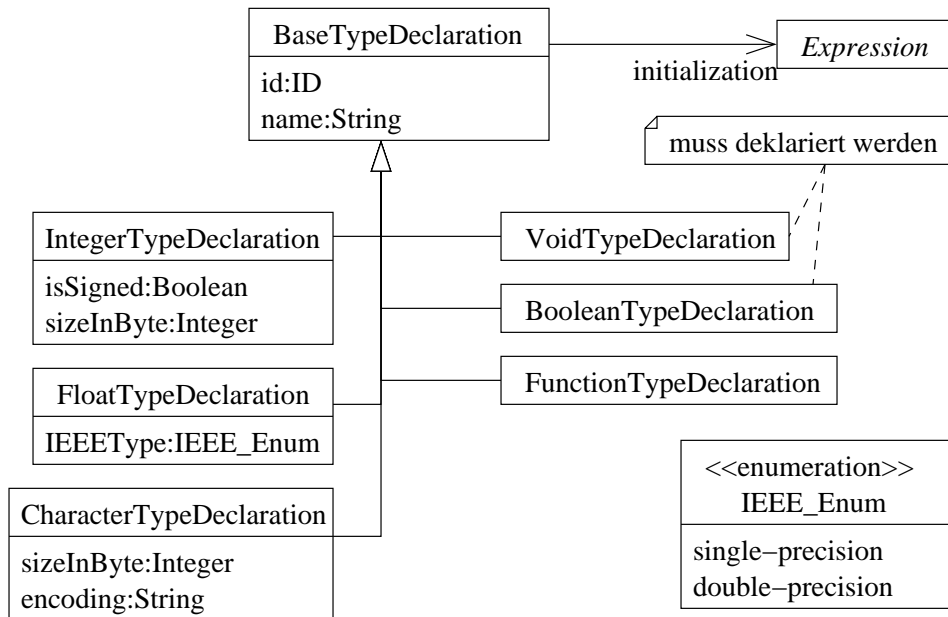 BaseTypeDeclaration
id:ID
name:String
initialization
Expression
muss deklariert werden
IntegerTypeDeclaration
isSigned:Boolean
sizeInByte:Integer
VoidTypeDeclaration
BooleanTypeDeclaration
FloatTypeDeclaration
IEEEType:IEEE_Enum
FunctionTypeDeclaration
CharacterTypeDeclaration
sizeInByte:Integer
encoding:String
<<enumeration>>
IEEE_Enum
single−precision
double−precision